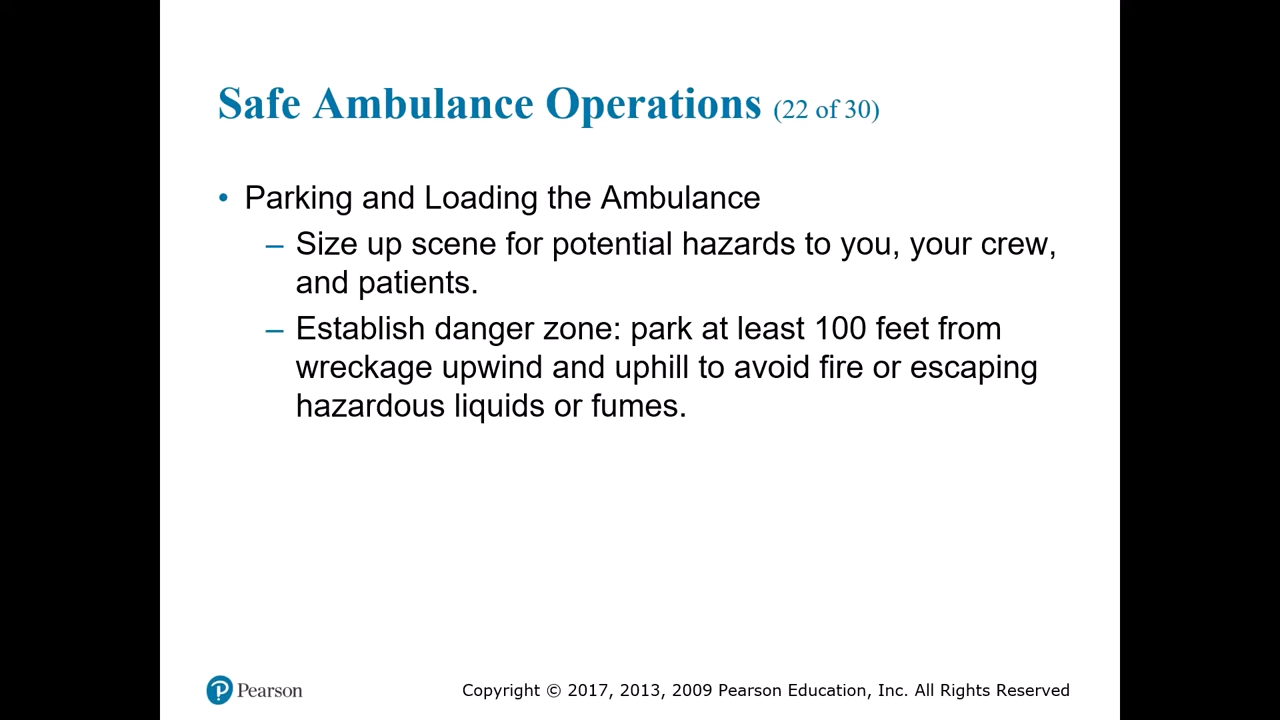 Safe Ambulance Operations (22 of 30)
• Parking and Loading the Ambulance
– Size up scene for potential hazards to you, your crew,
and patients.
– Establish danger zone: park at least 100 feet from
wreckage upwind and uphill to avoid fire or escaping
hazardous liquids or fumes.
Pearson
Copyright © 2017, 2013, 2009 Pearson Education, Inc. All Rights Reserved